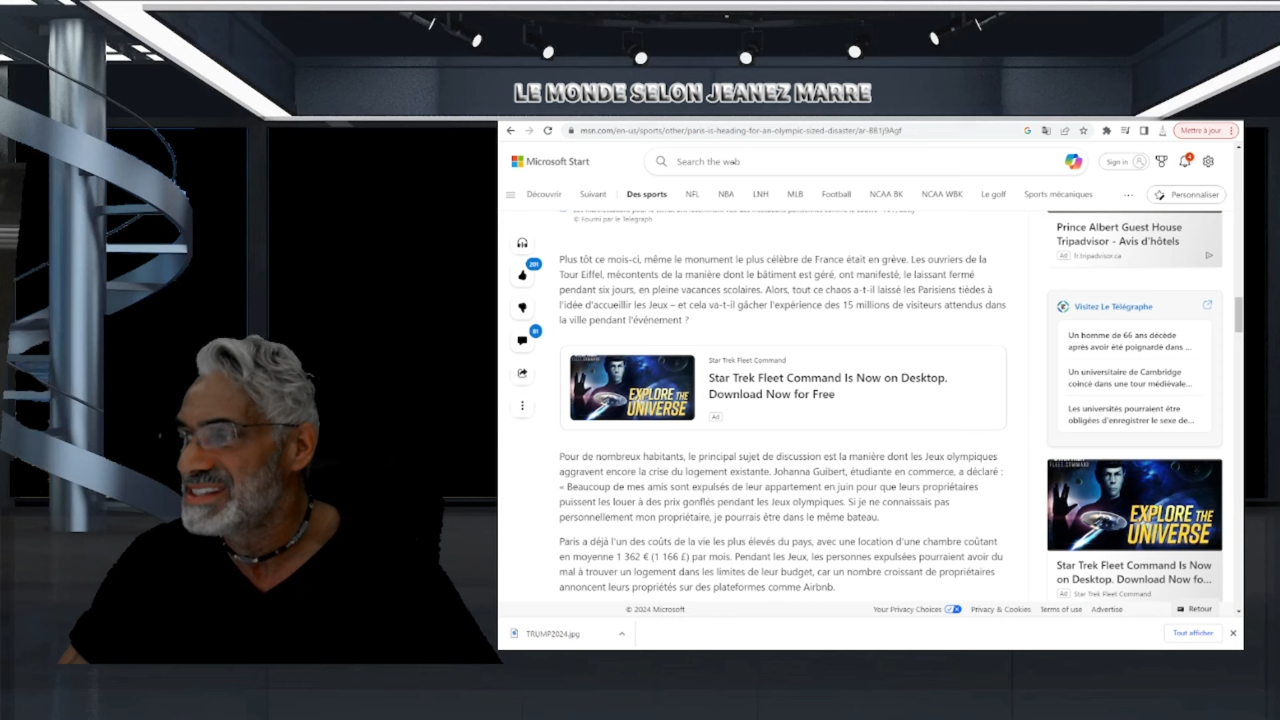 LE MONDE SELON JEANEZ MARRE
msn.com/en-us/sports/other/paris-is-heading-for-an-olympic-sized-disaster/ar-BB1j9Agf
Mettre à jour
Microsoft Start
Search the web
Sign in
4
Découvrir Suivant Des sports NFL NBA LNH MLB Football NCAA BK NCAA WBK Le golf Sports mécaniques
Personnaliser
© Fourni par le Telegraph
201
81
Plus tôt ce mois-ci, même le monument le plus célèbre de France était en grève. Les ouvriers de la
Tour Eiffel, mécontents de la manière dont le bâtiment est géré, ont manifesté, le laissant fermé
pendant six jours, en pleine vacances scolaires. Alors, tout ce chaos a-t-il laissé les Parisiens tièdes à
l'idée d'accueillir les Jeux – et cela va-t-il gâcher l'expérience des 15 millions de visiteurs attendus dans
la ville pendant l'événement ?
EXPLORE THE
UNIVERSE
Star Trek Fleet Command
Star Trek Fleet Command Is Now on Desktop.
Download Now for Free
Ad
Pour de nombreux habitants, le principal sujet de discussion est la manière dont les Jeux olympiques
aggravent encore la crise du logement existante. Johanna Guibert, étudiante en commerce, a déclaré :
« Beaucoup de mes amis sont expulsés de leur appartement en juin pour que leurs propriétaires
puissent les louer à des prix gonflés pendant les Jeux olympiques. Si je ne connaissais pas
personnellement mon propriétaire, je pourrais être dans le même bateau.
Paris a déjà l'un des coûts de la vie les plus élevés du pays, avec une location d'une chambre coûtant
en moyenne 1 362 € (1 166 £) par mois. Pendant les Jeux, les personnes expulsées pourraient avoir du
mal à trouver un logement dans les limites de leur budget, car un nombre croissant de propriétaires
annoncent leurs propriétés sur des plateformes comme Airbnb.
Prince Albert Guest House
Tripadvisor - Avis d'hôtels
Ad fr.tripadvisor.ca
Visitez Le Télégraphe
Un homme de 66 ans décède
après avoir été poignardé dans ...
Un universitaire de Cambridge
coincé dans une tour médiévale...
Les universités pourraient être
obligées d'enregistrer le sexe de...
FLEET COMMAND
EXPLORE THE
UNIVERSE
Star Trek Fleet Command Is Now
on Desktop. Download Now fo...
Ad Star Trek Fleet Command
© 2024 Microsoft
Your Privacy Choices Privacy & Cookies Terms of use Advertise
Retour
TRUMP2024.jpg
Tout afficher